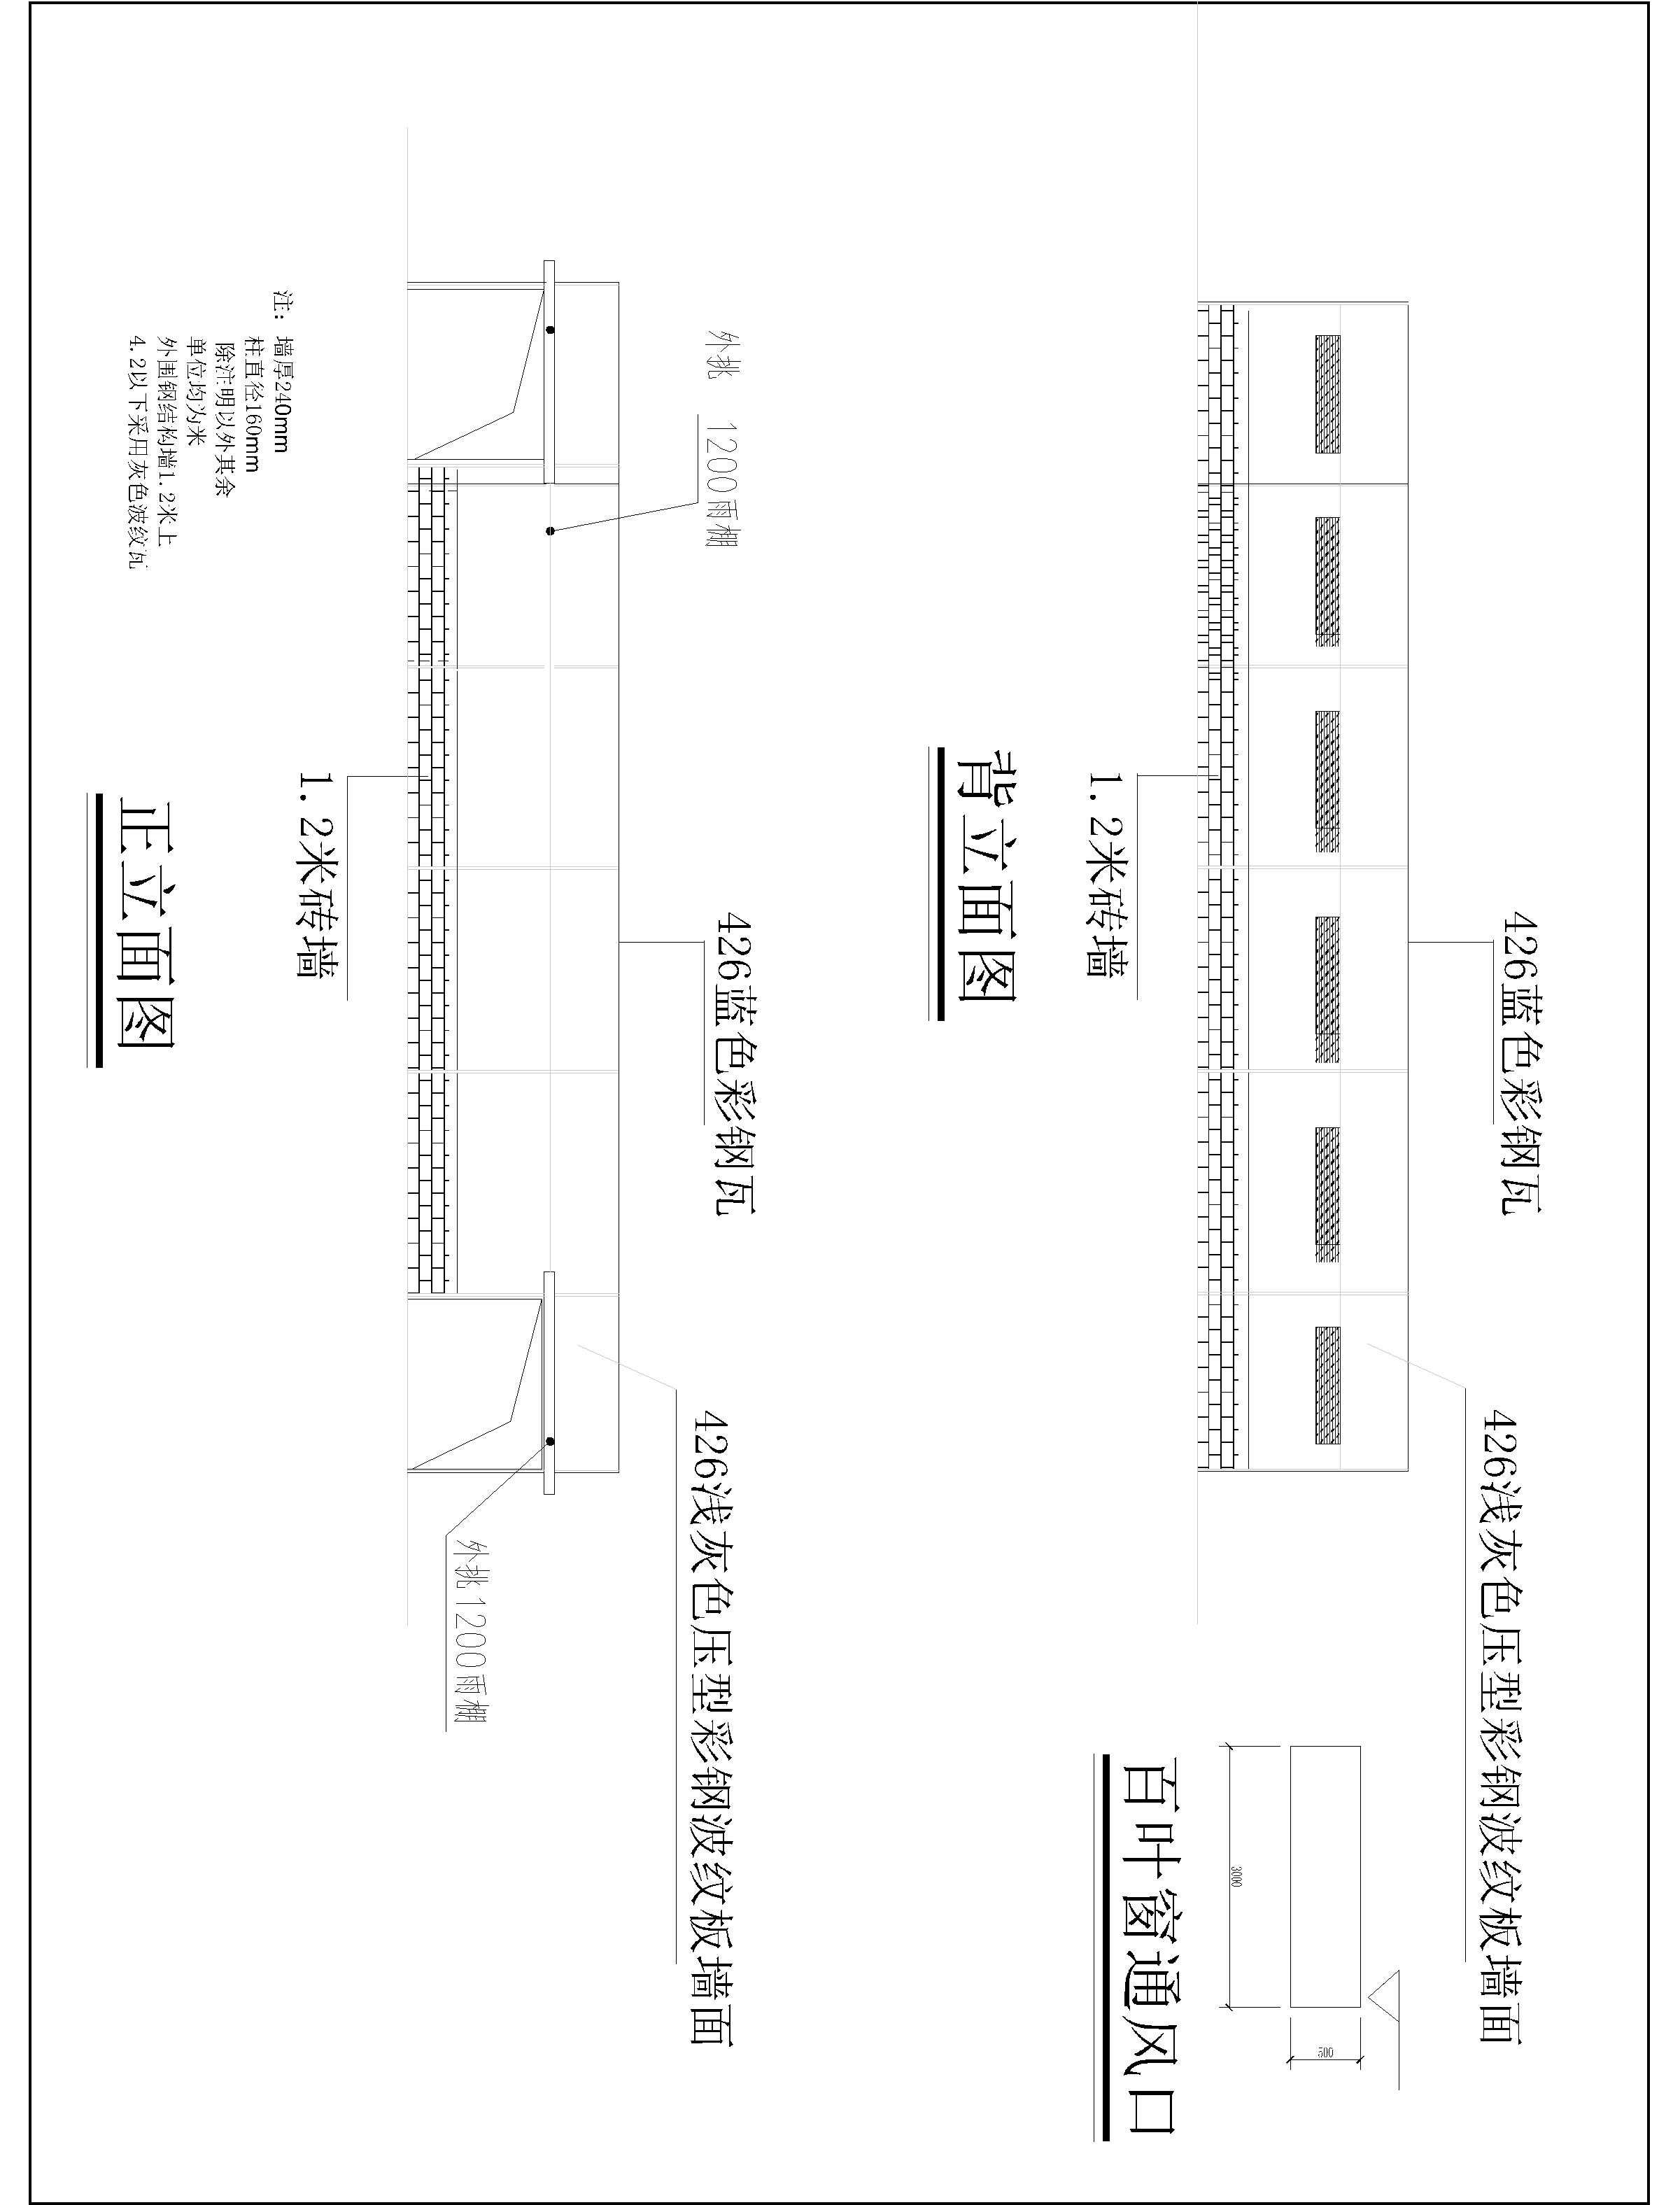 426蓝色彩钢瓦
426浅灰色压型彩钢波纹板墙面
1.2米砖墙
背立面图
3000
500
百叶窗通风口
外挑 1200雨棚
426蓝色彩钢瓦
426浅灰色压型彩钢波纹板墙面
外挑1200雨棚
1.2米砖墙
正立面图
注：墙厚240mm
柱直径160mm
除注明以外其余
单位均为米
外围钢结构墙1.2米上
4.2以下采用灰色波纹瓦